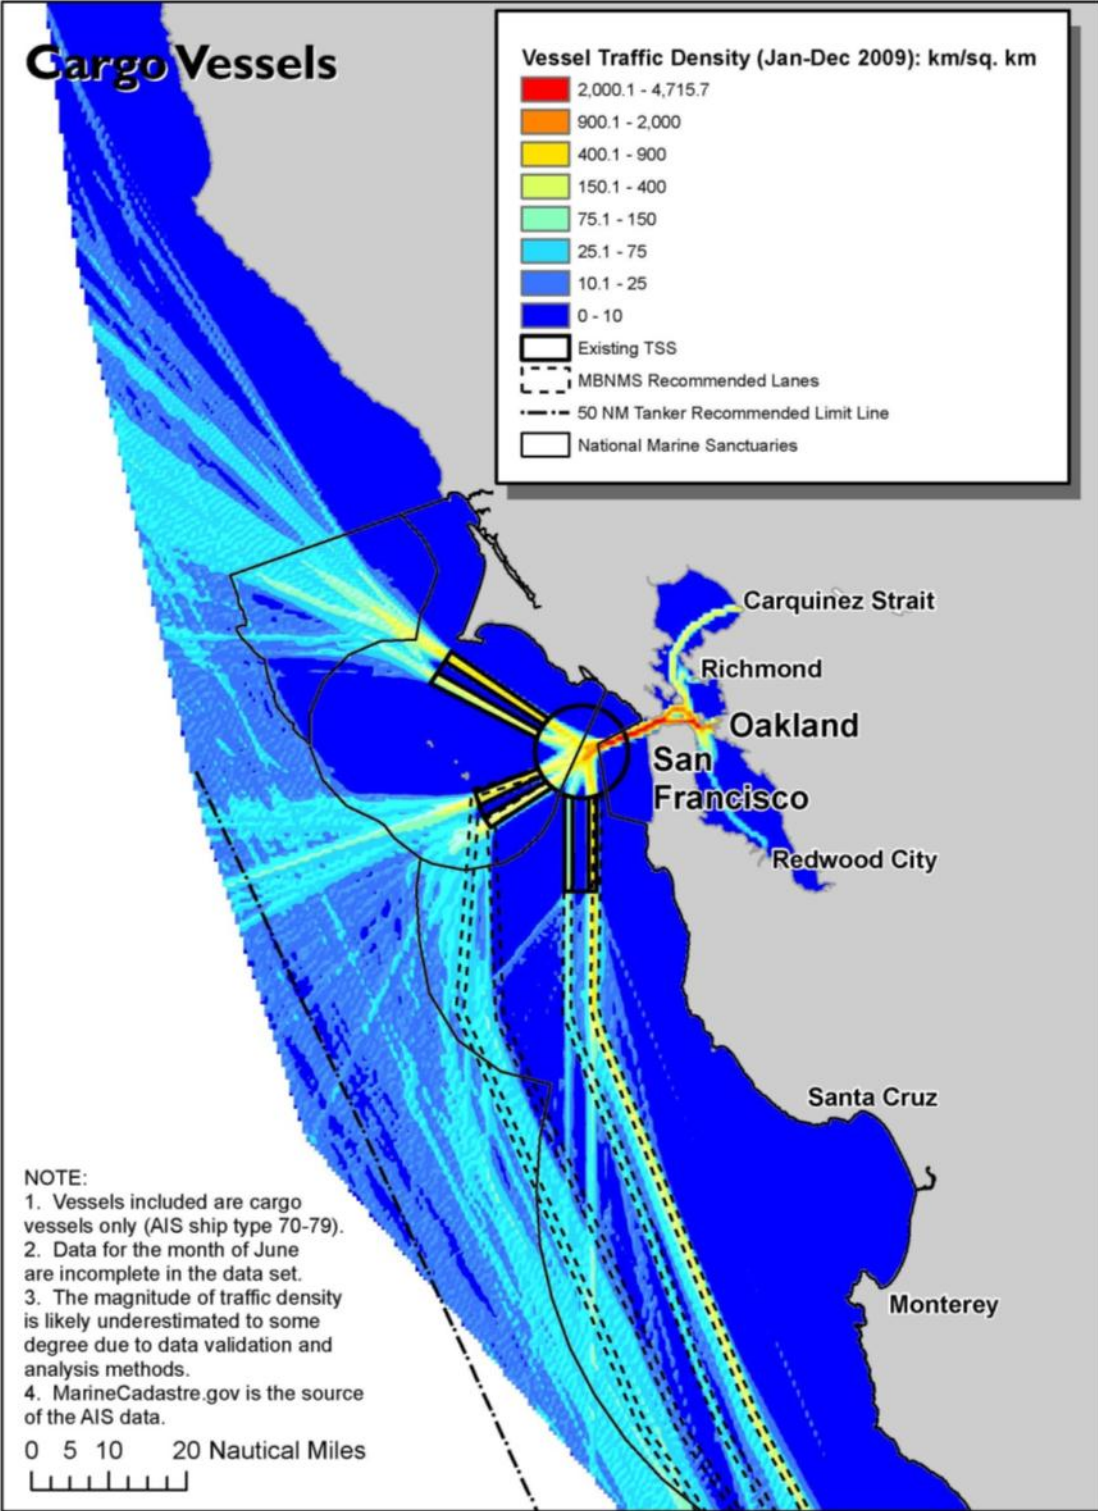 Cargo Vessels
Vessel Traffic Density (Jan-Dec 2009): km/sq. km
2,000.1 - 4,715.7
900.1 - 2,000
400.1 - 900
150.1 - 400
75.1 - 150
25.1 - 75
10.1 - 25
0 - 10
Existing TSS
MBNMS Recommended Lanes
50 NM Tanker Recommended Limit Line
National Marine Sanctuaries
Carquinez Strait
Richmond
Oakland
San
Francisco
Redwood City
Santa Cruz
Monterey
NOTE:
1. Vessels included are cargo
vessels only (AIS ship type 70-79).
2. Data for the month of June
are incomplete in the data set.
3. The magnitude of traffic density
is likely underestimated to some
degree due to data validation and
analysis methods.
4. MarineCadastre.gov is the source
of the AIS data.
0 5 10 20 Nautical Miles